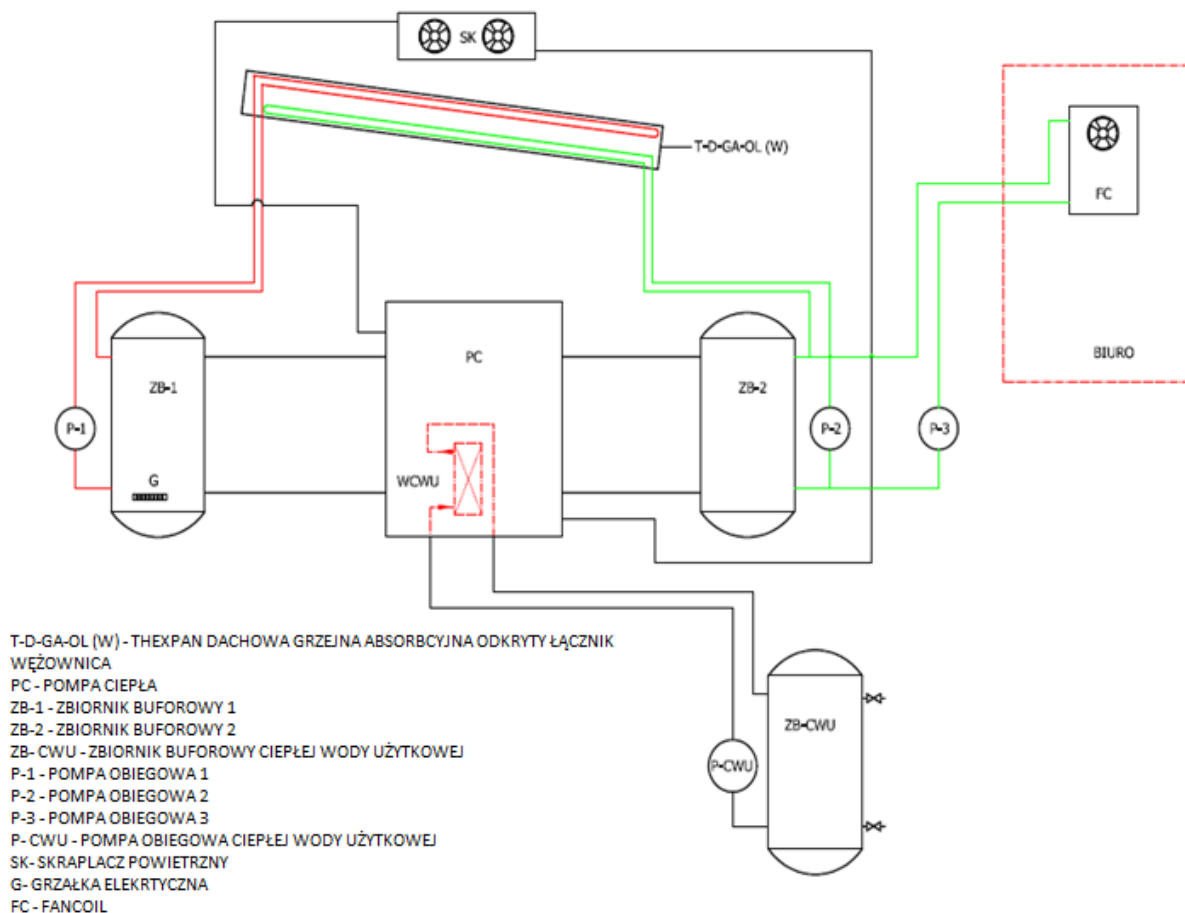 SK
T-D-GA-OL (W)
FC
PC
BIURO
ZB-1
ZB-2
P-1
P-2
P-3
G
WCWU
ZB-CWU
P-CWU
T-D-GA-OL (W) - THEXPAN DACHOWA GRZEJNA ABSORBCYJNA ODKRYTY ŁĄCZNIK
WĘŻOWNICA
PC - POMPA CIEPŁA
ZB-1 - ZBIORNIK BUFOROWY 1
ZB-2 - ZBIORNIK BUFOROWY 2
ZB- CWU - ZBIORNIK BUFOROWY CIEPŁEJ WODY UŻYTKOWEJ
P-1 - POMPA OBIEGOWA 1
P-2 - POMPA OBIEGOWA 2
P-3 - POMPA OBIEGOWA 3
P- CWU - POMPA OBIEGOWA CIEPŁEJ WODY UŻYTKOWEJ
SK- SKRAPLACZ POWIETRZNY
G- GRZAŁKA ELEKRTYCZNA
FC - FANCOIL